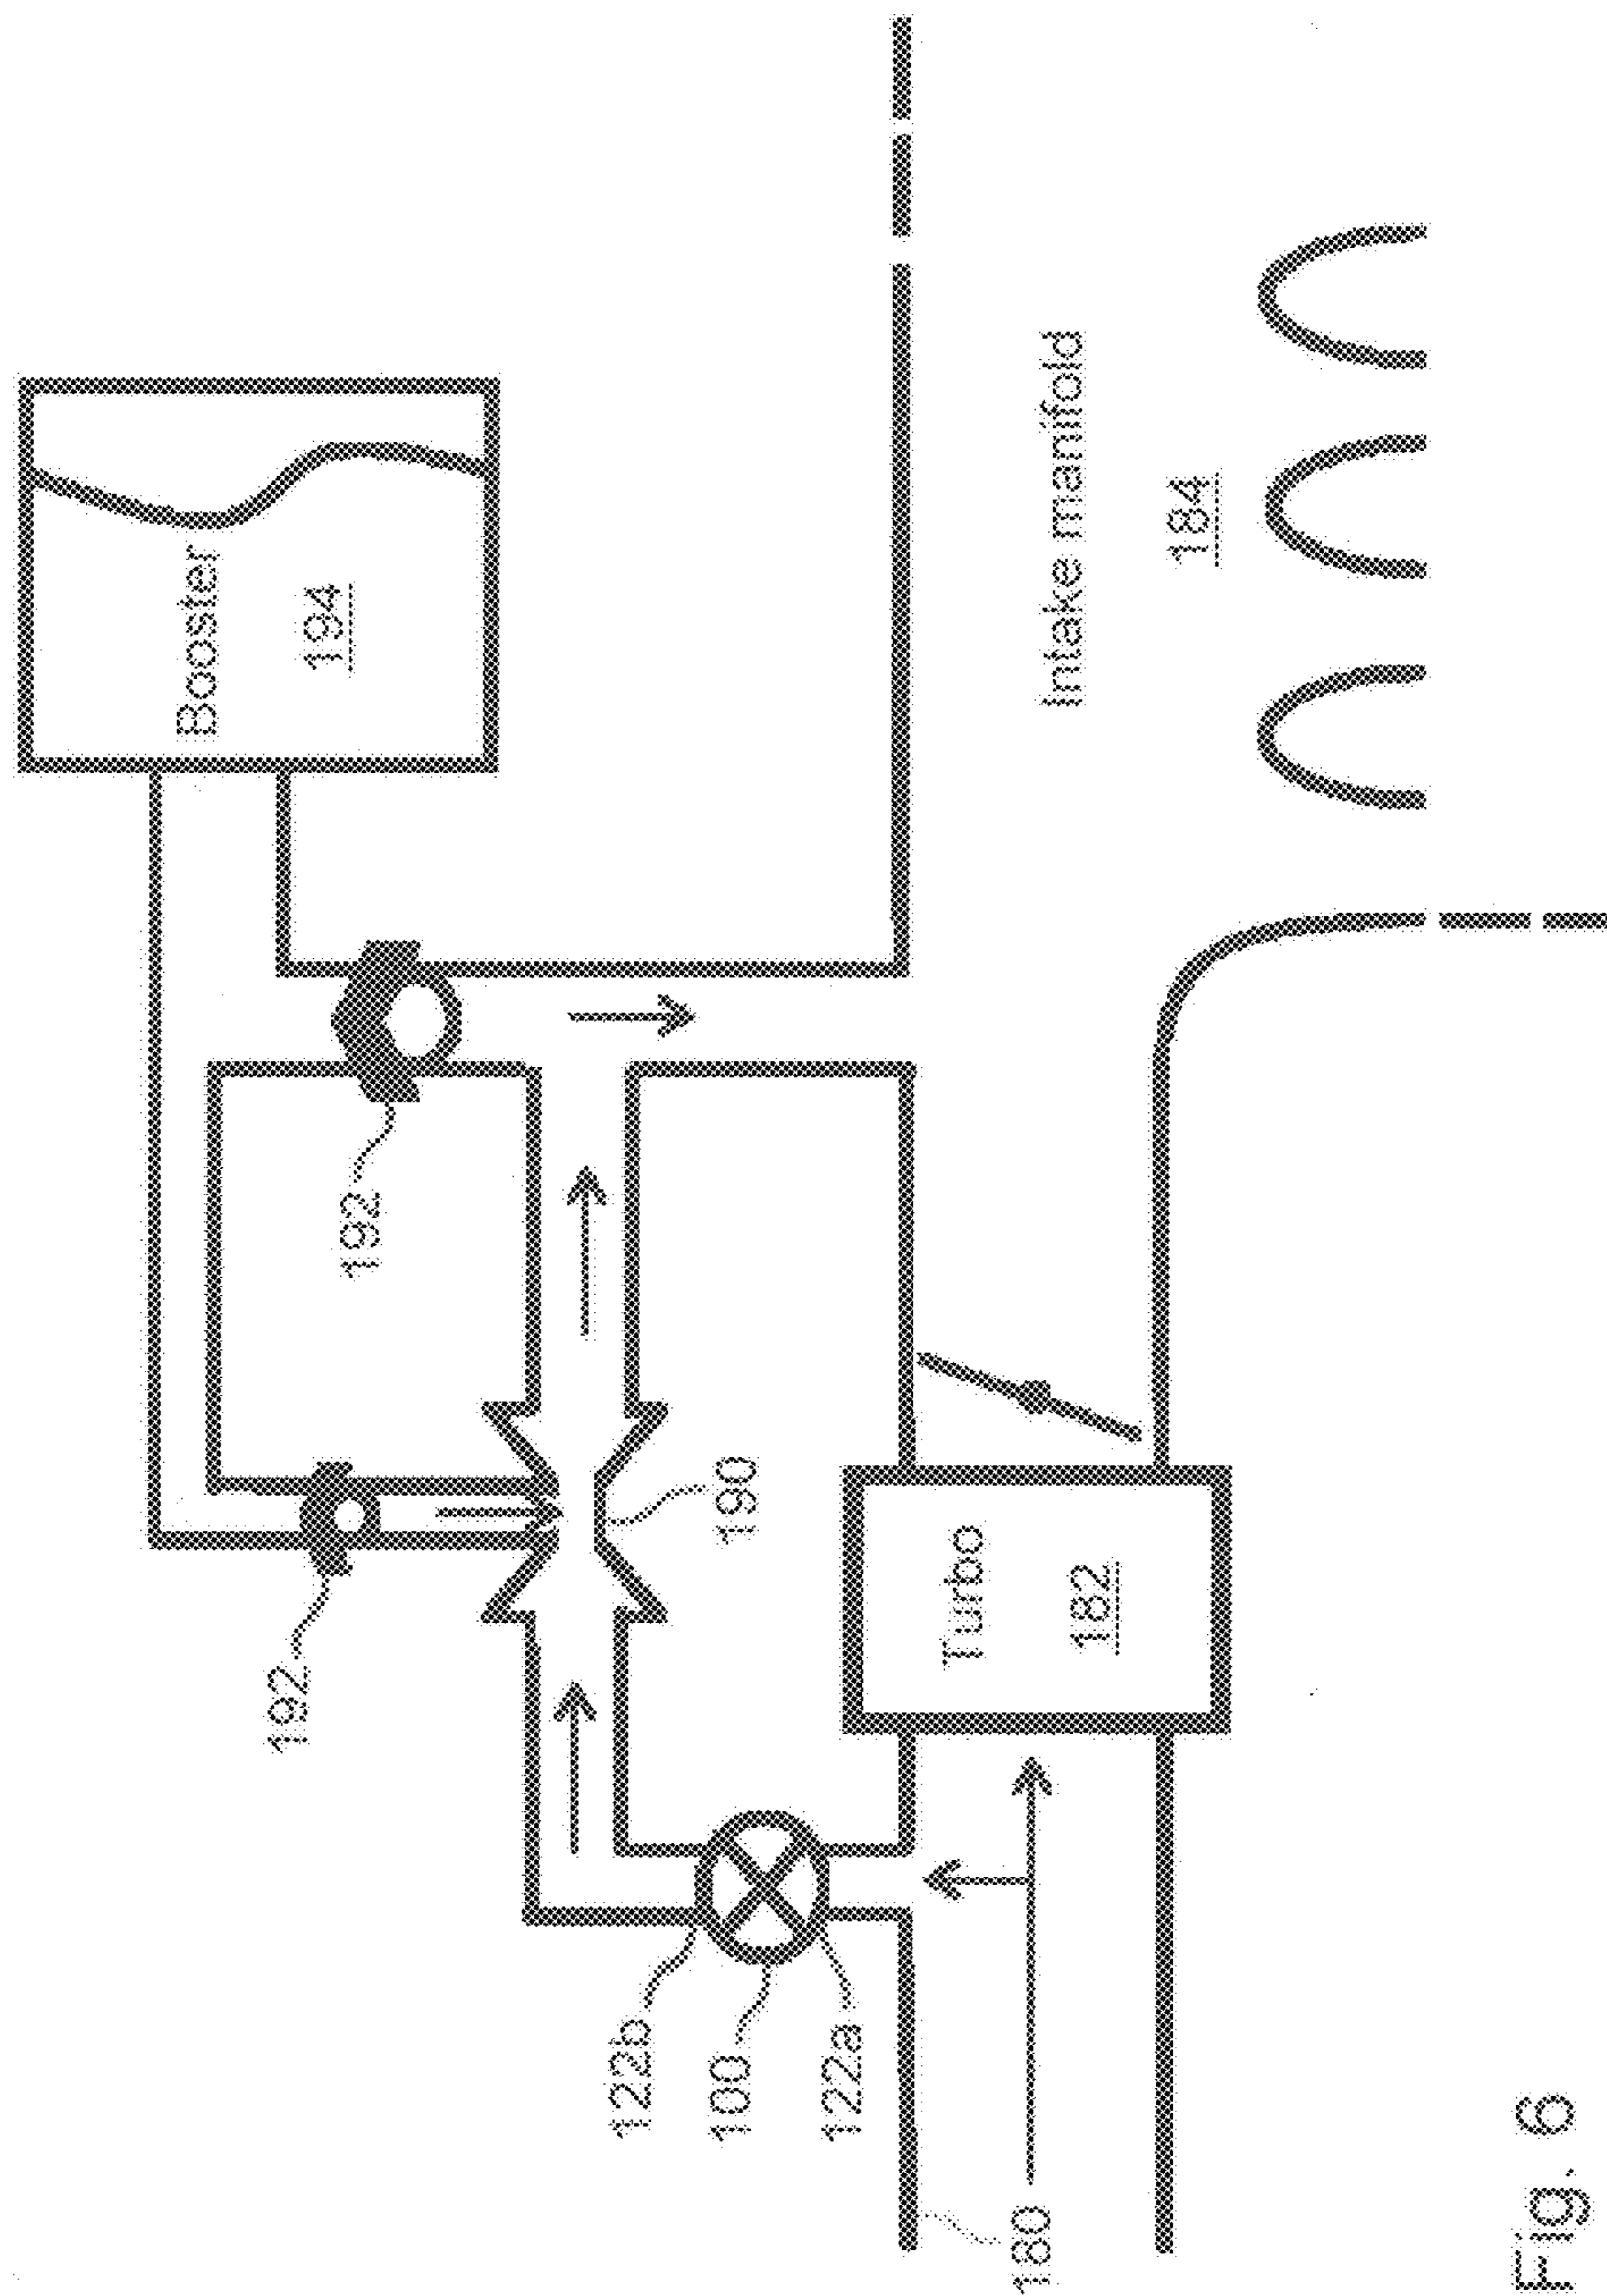 Booster
194
192
192
190
122b
100
122a
Turbo
182
180
Intake manifold
184
Fig. 6